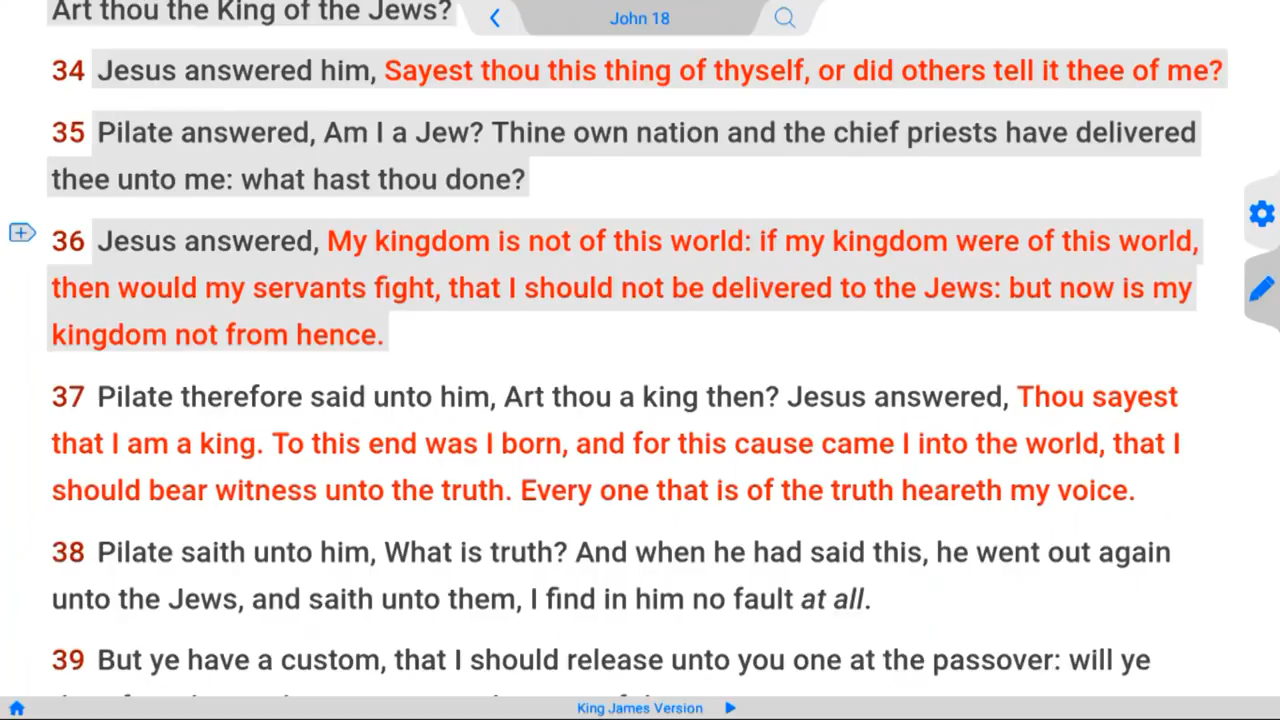 Art thou the King of the Jews?
John 18
34 Jesus answered him, Sayest thou this thing of thyself, or did others tell it thee of me?
35 Pilate answered, Am I a Jew? Thine own nation and the chief priests have delivered
thee unto me: what hast thou done?
36 Jesus answered, My kingdom is not of this world: if my kingdom were of this world,
then would my servants fight, that I should not be delivered to the Jews: but now is my
kingdom not from hence.
37 Pilate therefore said unto him, Art thou a king then? Jesus answered, Thou sayest
that I am a king. To this end was I born, and for this cause came I into the world, that I
should bear witness unto the truth. Every one that is of the truth heareth my voice.
38 Pilate saith unto him, What is truth? And when he had said this, he went out again
unto the Jews, and saith unto them, I find in him no fault at all.
39 But ye have a custom, that I should release unto you one at the passover: will ye
King James Version